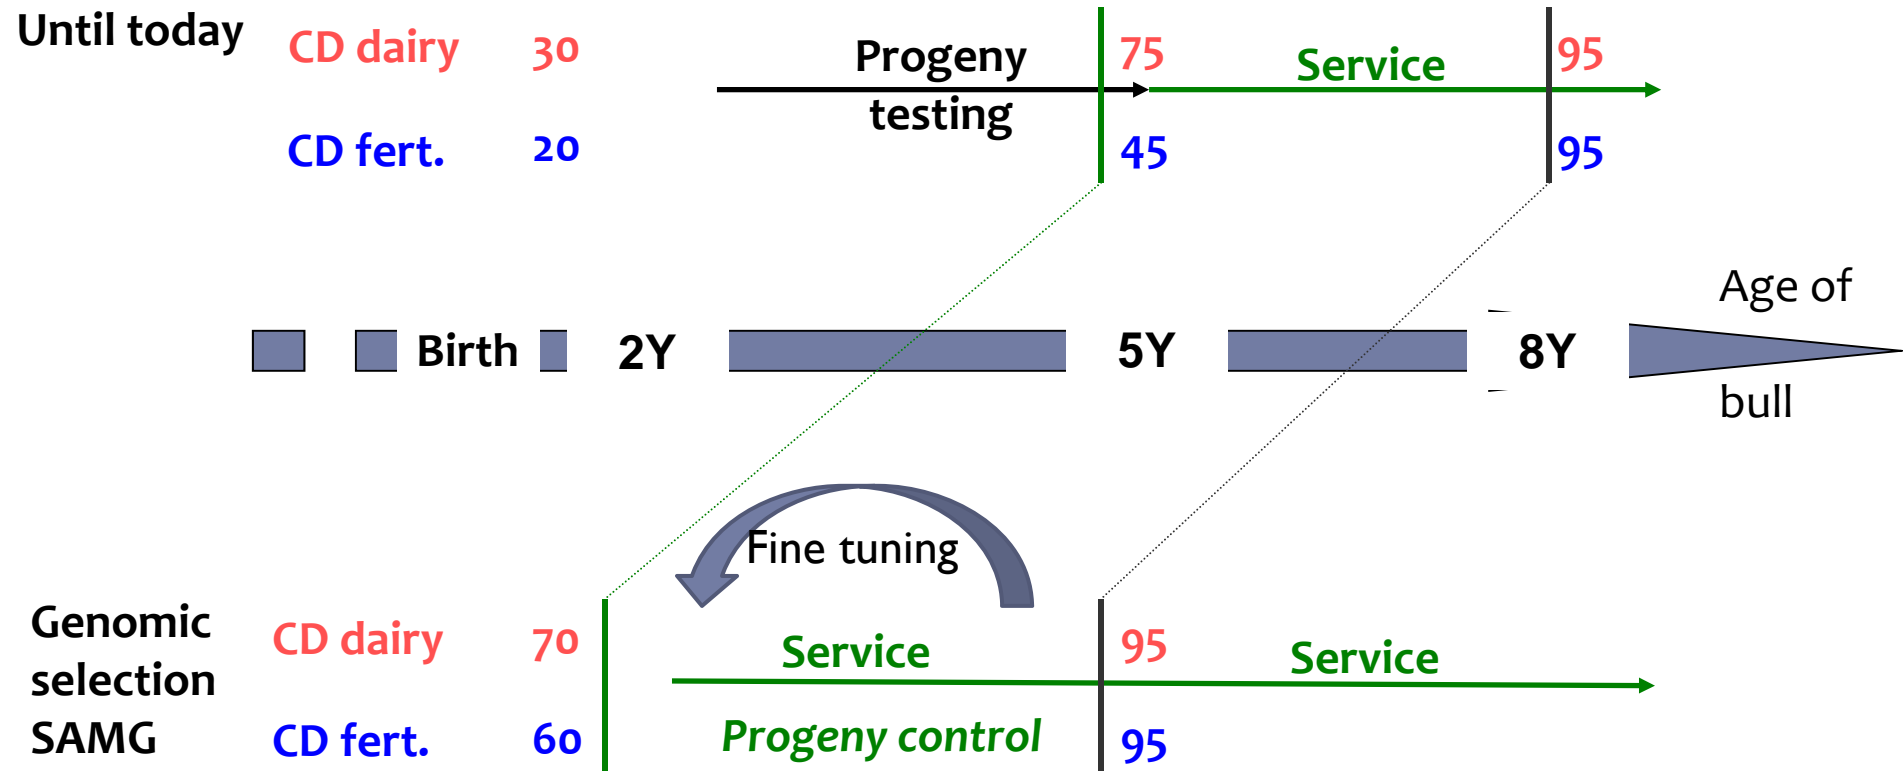 Until today
CD dairy 30
Progeny
testing
75
Service
95
CD fert. 20
45
95
Birth
2Y
5Y
8Y
Age of
bull
Fine tuning
Genomic
selection
SAMG
CD dairy 70
Service
95
Service
CD fert. 60
Progeny control
95